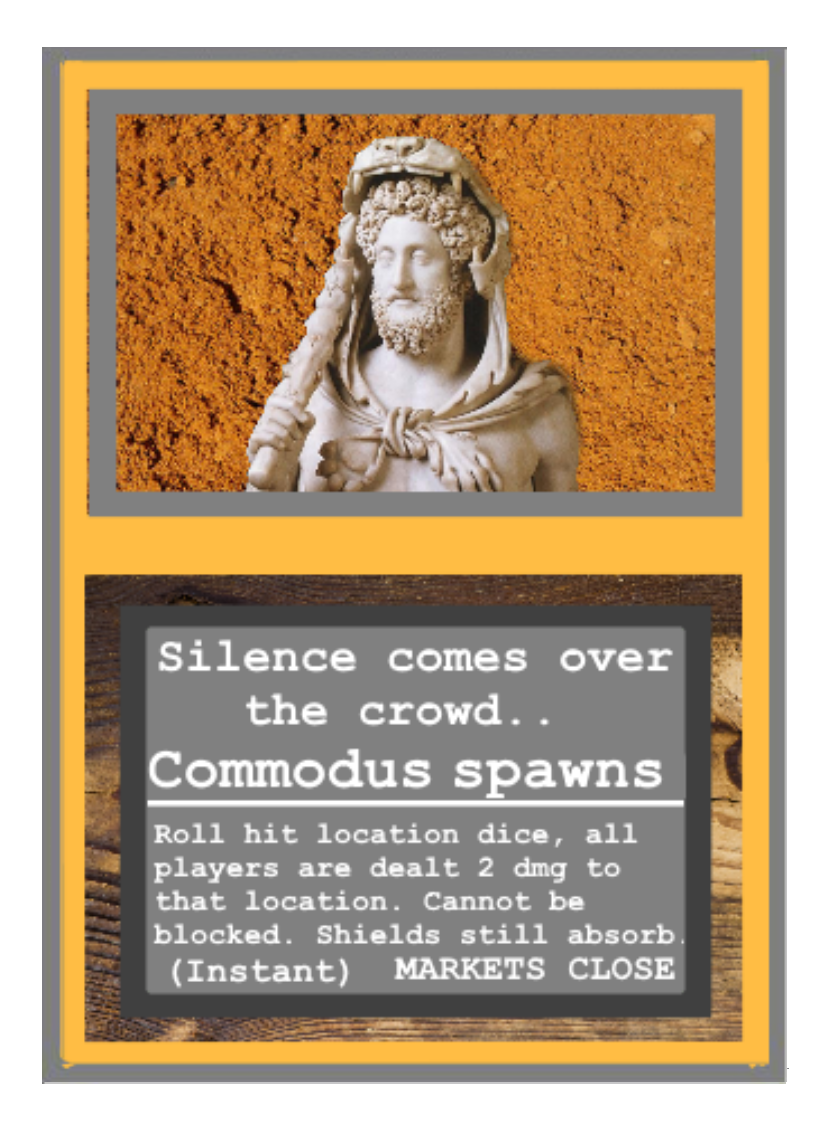 Silence comes over
the crowd..
Commodus spawns
Roll hit location dice, all
players are dealt 2 dmg to
that location. Cannot be
blocked. Shields still absorb.
(Instant) MARKETS CLOSE